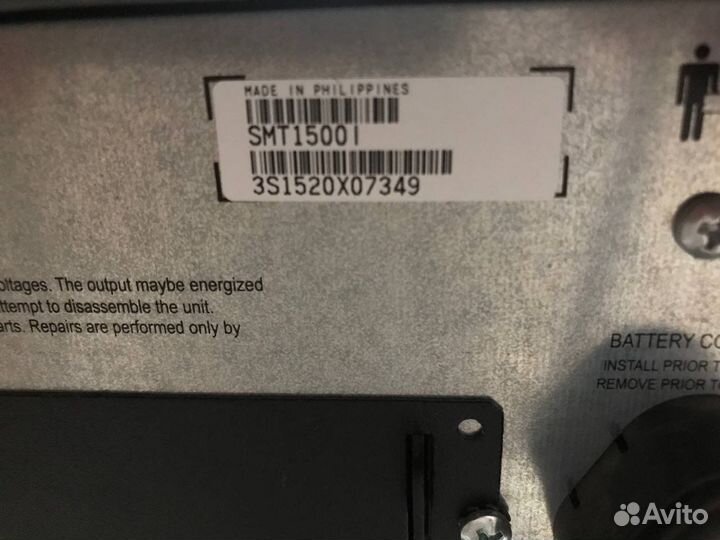 MADE IN PHILIPPINES
SMT1500I
3S1520X07349
oltages. The output maybe energized
ttempt to disassemble the unit.
arts. Repairs are performed only by
BATTERY CO
INSTALL PRIOR T
REMOVE PRIOR TO
Avito